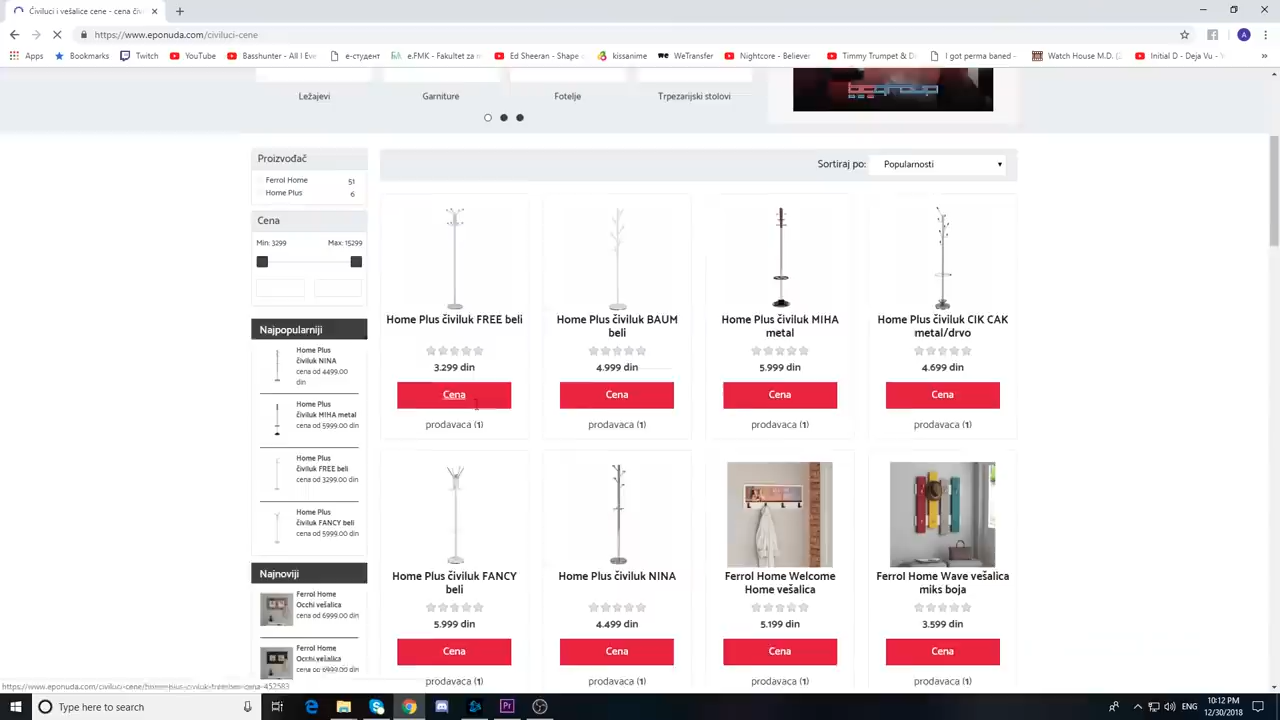 Čiviluci i vešalice cene - cena čiv
https://www.eponuda.com/civiluci-cene
A
Apps
Bookmarks
Twitch
YouTube
Basshunter - All I Eve
е-студент
e.FMK - Fakultet za m
Ed Sheeran - Shape
kissanime
WeTransfer
Nightcore - Believer
Timmy Trumpet & D
I got perma baned -
Watch House M.D. (
Initial D - Deja Vu - Y
Ležajevi
Garniture
Fotelje
Trpezarijski stolovi
Proizvođač
Ferrol Home 51
Home Plus 6
Cena
Min: 3299 Max: 15299
Najpopularniji
Home Plus
čiviluk NINA
cena od 4499.00
din
Home Plus
čiviluk MIHA metal
cena od 5999.00 din
Home Plus
čiviluk FREE beli
cena od 3299.00 din
Home Plus
čiviluk FANCY beli
cena od 5999.00 din
Najnoviji
Ferrol Home
Occhi vešalica
cena od 6999.00 din
Ferrol Home
Occhi vešalica
cena od 6999.00 din
Sortiraj po: Popularnosti
Home Plus čiviluk FREE beli
3.299 din
Cena
prodavaca (1)
Home Plus čiviluk BAUM
beli
4.999 din
Cena
prodavaca (1)
Home Plus čiviluk MIHA
metal
5.999 din
Cena
prodavaca (1)
Home Plus čiviluk CIK CAK
metal/drvo
4.699 din
Cena
prodavaca (1)
Home Plus čiviluk FANCY
beli
5.999 din
Cena
prodavaca (1)
Home Plus čiviluk NINA
4.499 din
Cena
prodavaca (1)
Ferrol Home Welcome
Home vešalica
5.199 din
Cena
prodavaca (1)
Ferrol Home Wave vešalica
miks boja
3.599 din
Cena
prodavaca (1)
Type here to search
ENG
10:12 PM
12/30/2018